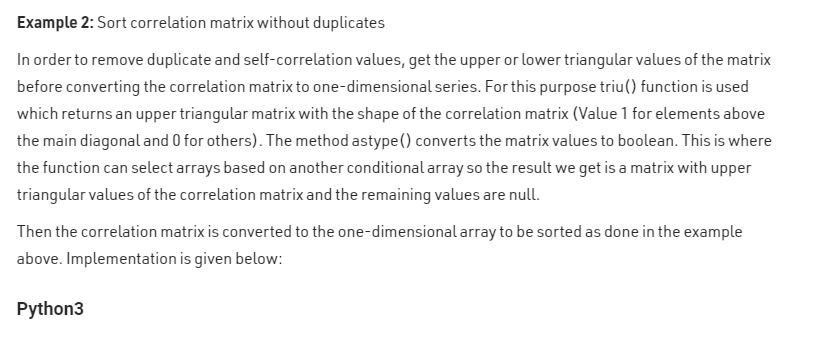 Example 2: Sort correlation matrix without duplicates
In order to remove duplicate and self-correlation values, get the upper or lower triangular values of the matrix
before converting the correlation matrix to one-dimensional series. For this purpose triu() function is used
which returns an upper triangular matrix with the shape of the correlation matrix (Value 1 for elements above
the main diagonal and 0 for others). The method astype() converts the matrix values to boolean. This is where
the function can select arrays based on another conditional array so the result we get is a matrix with upper
triangular values of the correlation matrix and the remaining values are null.
Then the correlation matrix is converted to the one-dimensional array to be sorted as done in the example
above. Implementation is given below:
Python3